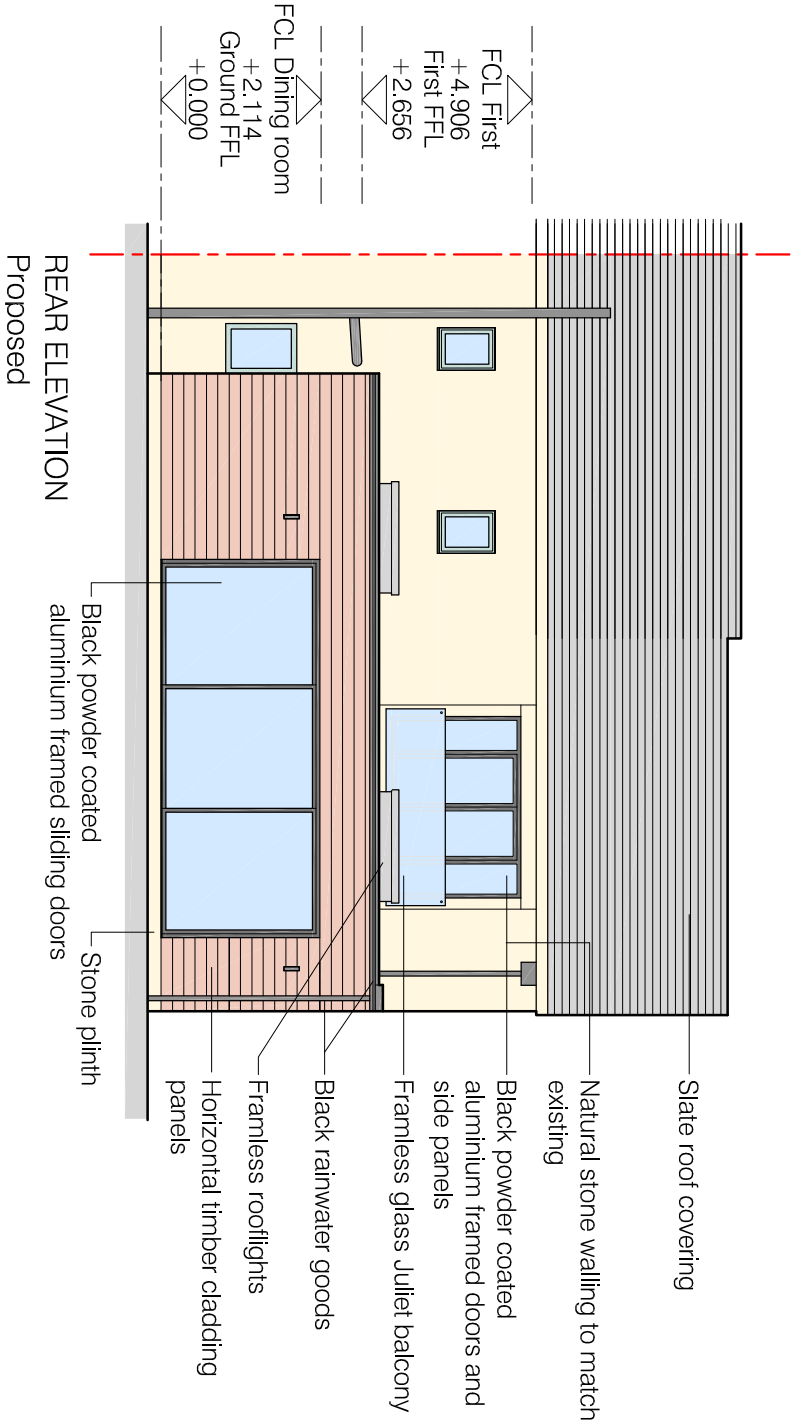 Slate roof covering
Natural stone walling to match
existing
Black powder coated
aluminium framed doors and
side panels
Framless glass Juliet balcony
Black rainwater goods
Framless rooflights
Horizontal timber cladding
panels
Stone plinth
Black powder coated
aluminium framed sliding doors
FCL First
+4.906
First FFL
+2.656
FCL Dining room
+2.114
Ground FFL
+0.000
REAR ELEVATION
Proposed